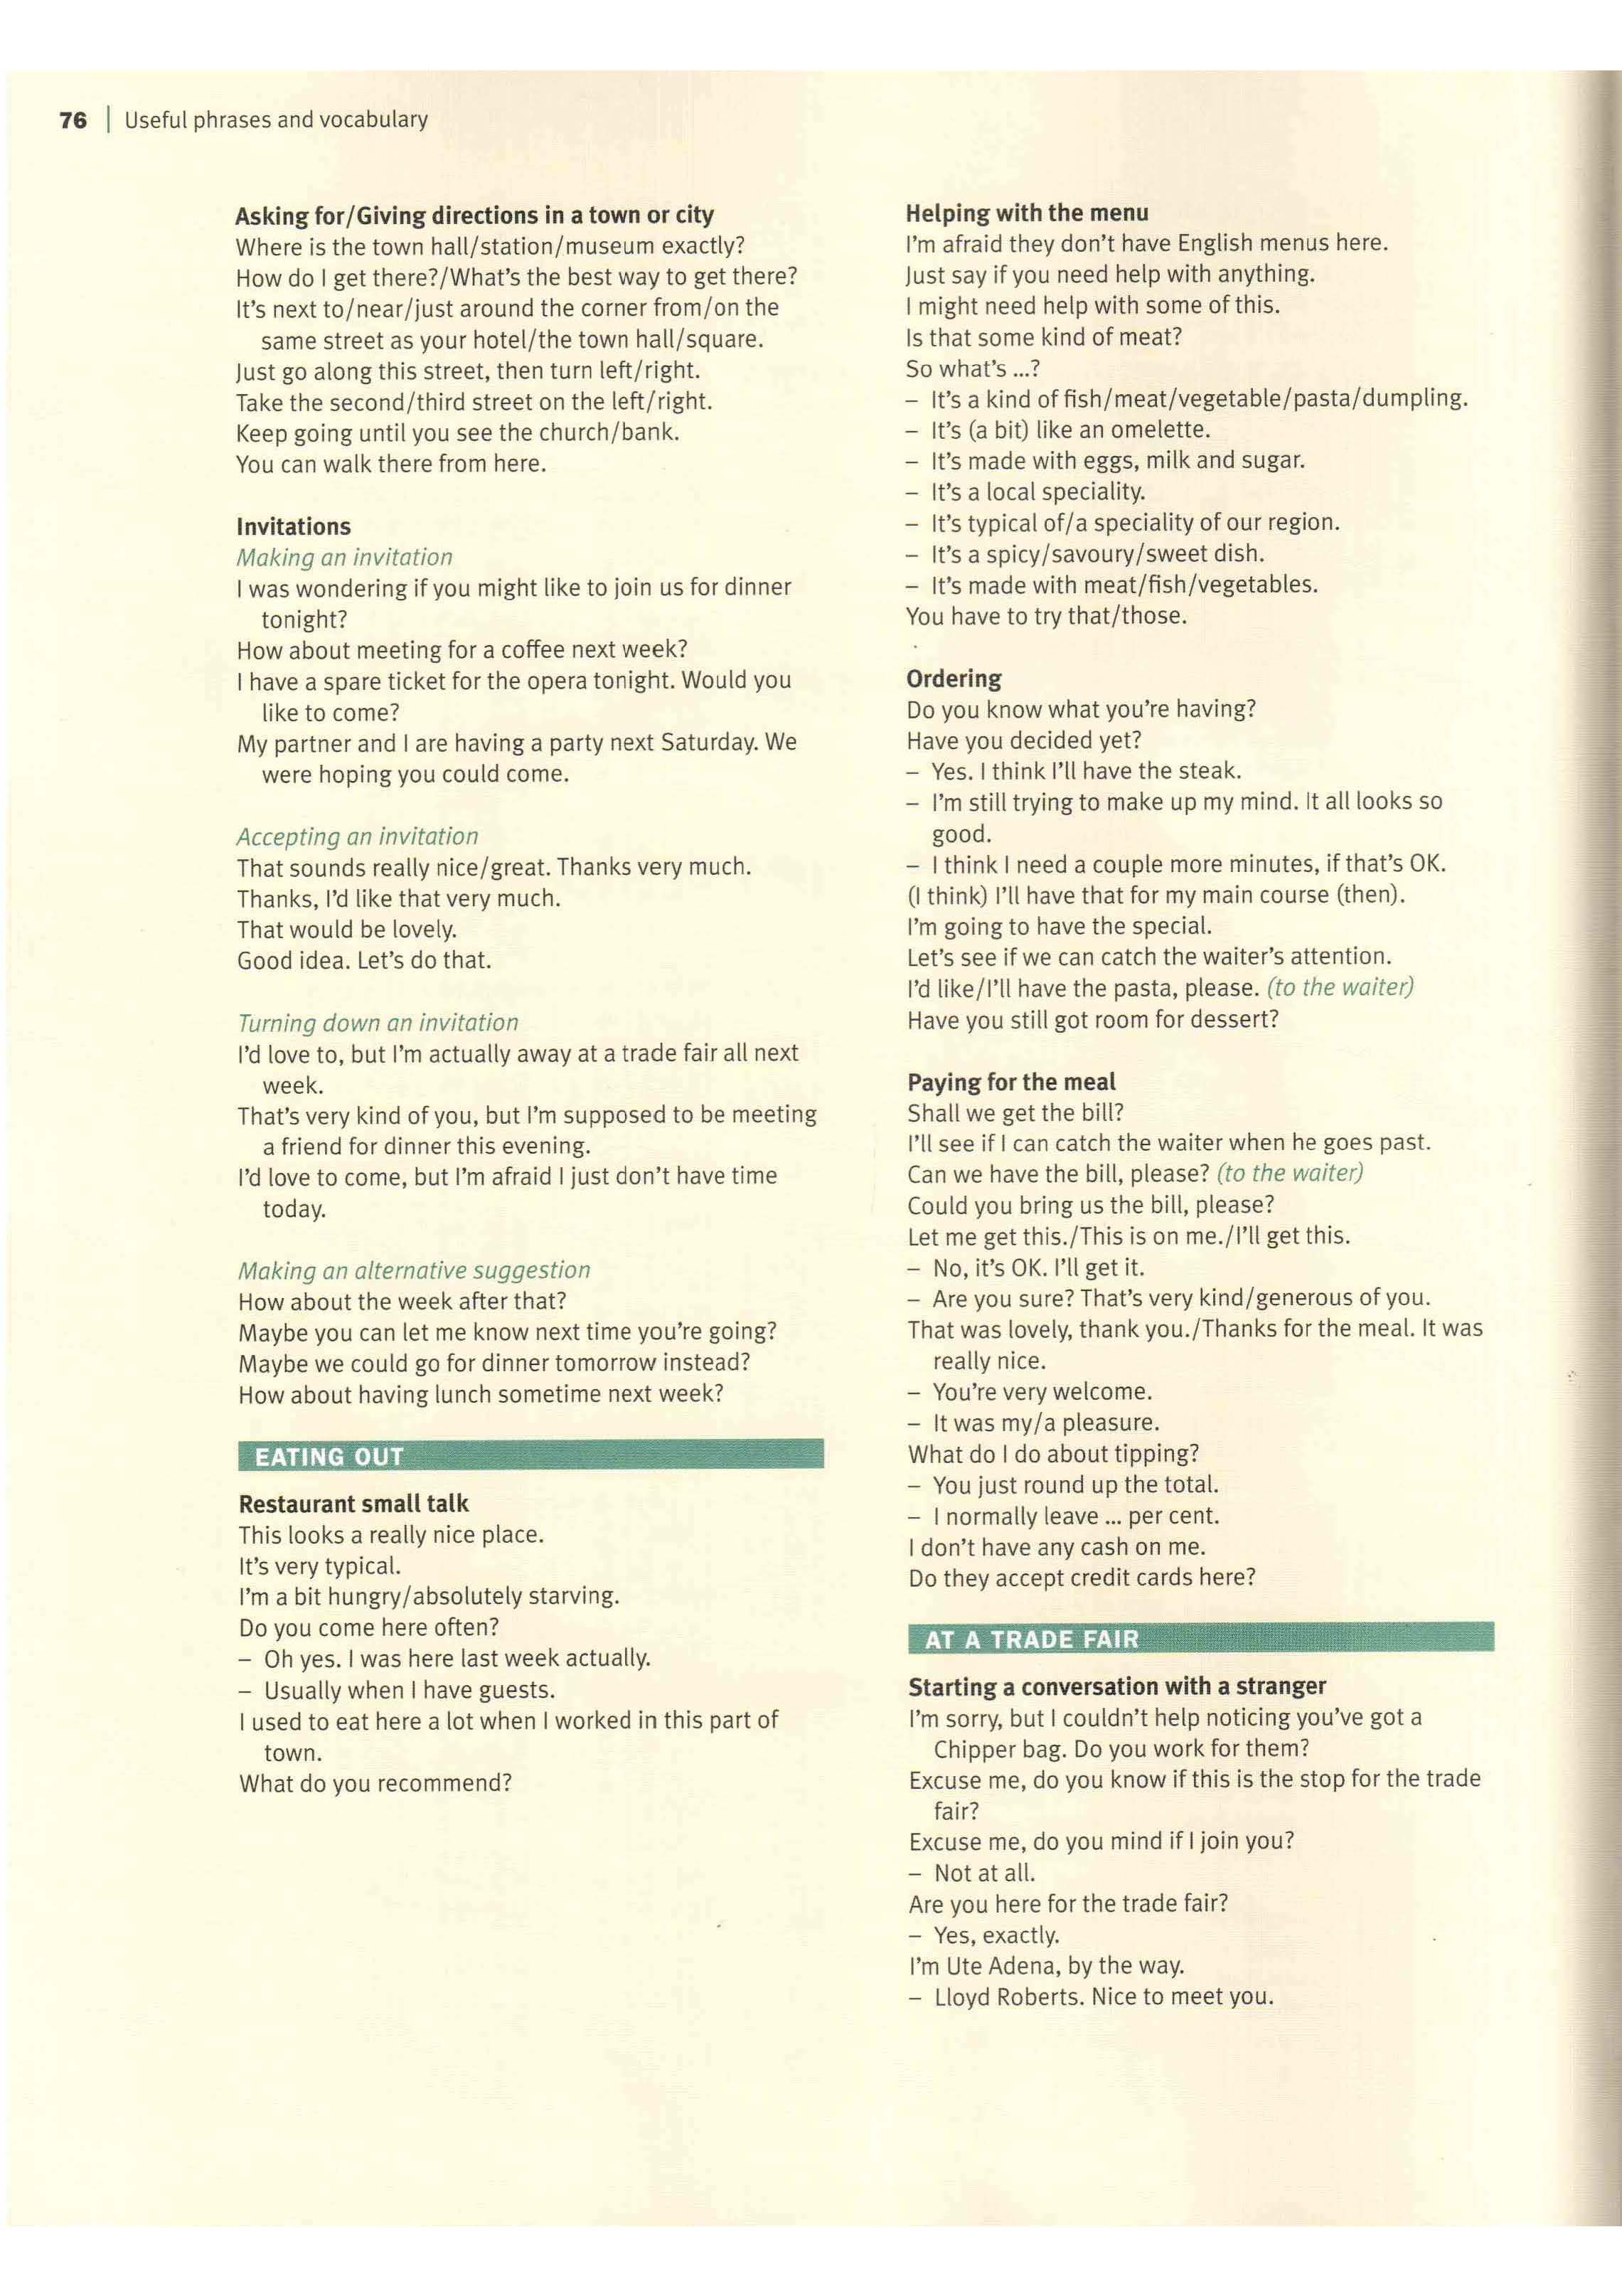 76 | Useful phrases and vocabulary
Asking for/Giving directions in a town or city
Where is the town hall/station/museum exactly?
How do I get there?/What's the best way to get there?
It's next to/near/just around the corner from/on the
same street as your hotel/the town hall/square.
Just go along this street, then turn left/right.
Take the second/third street on the left/right.
Keep going until you see the church/bank.
You can walk there from here.
Invitations
Making an invitation
I was wondering if you might like to join us for dinner
tonight?
How about meeting for a coffee next week?
I have a spare ticket for the opera tonight. Would you
like to come?
My partner and I are having a party next Saturday. We
were hoping you could come.
Accepting an invitation
That sounds really nice/great. Thanks very much.
Thanks, I'd like that very much.
That would be lovely.
Good idea. Let's do that.
Turning down an invitation
I'd love to, but I'm actually away at a trade fair all next
week.
That's very kind of you, but I'm supposed to be meeting
a friend for dinner this evening.
I'd love to come, but I'm afraid I just don't have time
today.
Making an alternative suggestion
How about the week after that?
Maybe you can let me know next time you're going?
Maybe we could go for dinner tomorrow instead?
How about having lunch sometime next week?
EATING OUT
Restaurant small talk
This looks a really nice place.
It's very typical.
I'm a bit hungry/absolutely starving.
Do you come here often?
– Oh yes. I was here last week actually.
– Usually when I have guests.
I used to eat here a lot when I worked in this part of
town.
What do you recommend?
Helping with the menu
I'm afraid they don't have English menus here.
Just say if you need help with anything.
I might need help with some of this.
Is that some kind of meat?
So what's ...?
– It's a kind of fish/meat/vegetable/pasta/dumpling.
– It's (a bit) like an omelette.
– It's made with eggs, milk and sugar.
– It's a local speciality.
– It's typical of/a speciality of our region.
– It's a spicy/savoury/sweet dish.
– It's made with meat/fish/vegetables.
You have to try that/those.
Ordering
Do you know what you're having?
Have you decided yet?
– Yes. I think I'll have the steak.
– I'm still trying to make up my mind. It all looks so
good.
– I think I need a couple more minutes, if that's OK.
(I think) I'll have that for my main course (then).
I'm going to have the special.
Let's see if we can catch the waiter's attention.
I'd like/I'll have the pasta, please. (to the waiter)
Have you still got room for dessert?
Paying for the meal
Shall we get the bill?
I'll see if I can catch the waiter when he goes past.
Can we have the bill, please? (to the waiter)
Could you bring us the bill, please?
Let me get this./This is on me./I'll get this.
– No, it's OK. I'll get it.
– Are you sure? That's very kind/generous of you.
That was lovely, thank you./Thanks for the meal. It was
really nice.
– You're very welcome.
– It was my/a pleasure.
What do I do about tipping?
– You just round up the total.
– I normally leave ... per cent.
I don't have any cash on me.
Do they accept credit cards here?
AT A TRADE FAIR
Starting a conversation with a stranger
I'm sorry, but I couldn't help noticing you've got a
Chipper bag. Do you work for them?
Excuse me, do you know if this is the stop for the trade
fair?
Excuse me, do you mind if I join you?
– Not at all.
Are you here for the trade fair?
– Yes, exactly.
I'm Ute Adena, by the way.
– Lloyd Roberts. Nice to meet you.